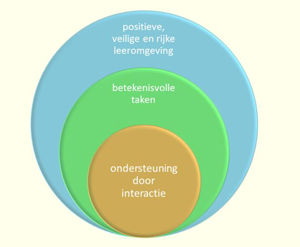 positieve,
veilige en rijke
leeromgeving
betekenisvolle
taken
ondersteuning
door
interactie